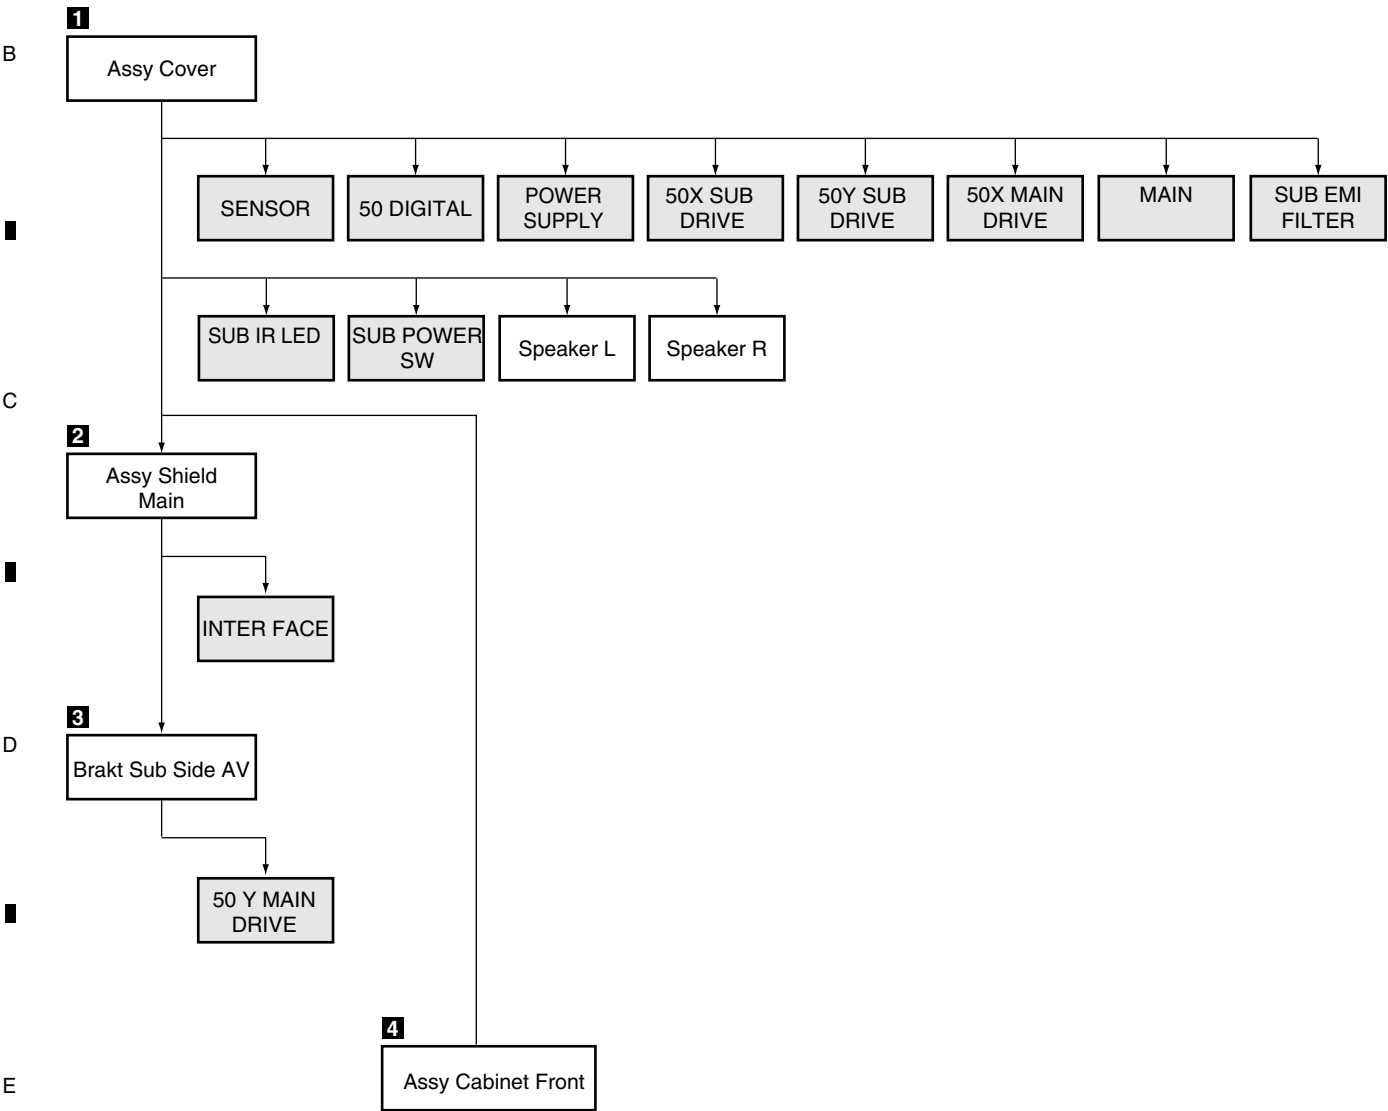 1
B
Assy Cover
SENSOR
50 DIGITAL
POWER
SUPPLY
50X SUB
DRIVE
50Y SUB
DRIVE
50X MAIN
DRIVE
MAIN
SUB EMI
FILTER
SUB IR LED
SUB POWER
SW
Speaker L
Speaker R
C
2
Assy Shield
Main
INTER FACE
3
D
Brakt Sub Side AV
50 Y MAIN
DRIVE
4
E
Assy Cabinet Front